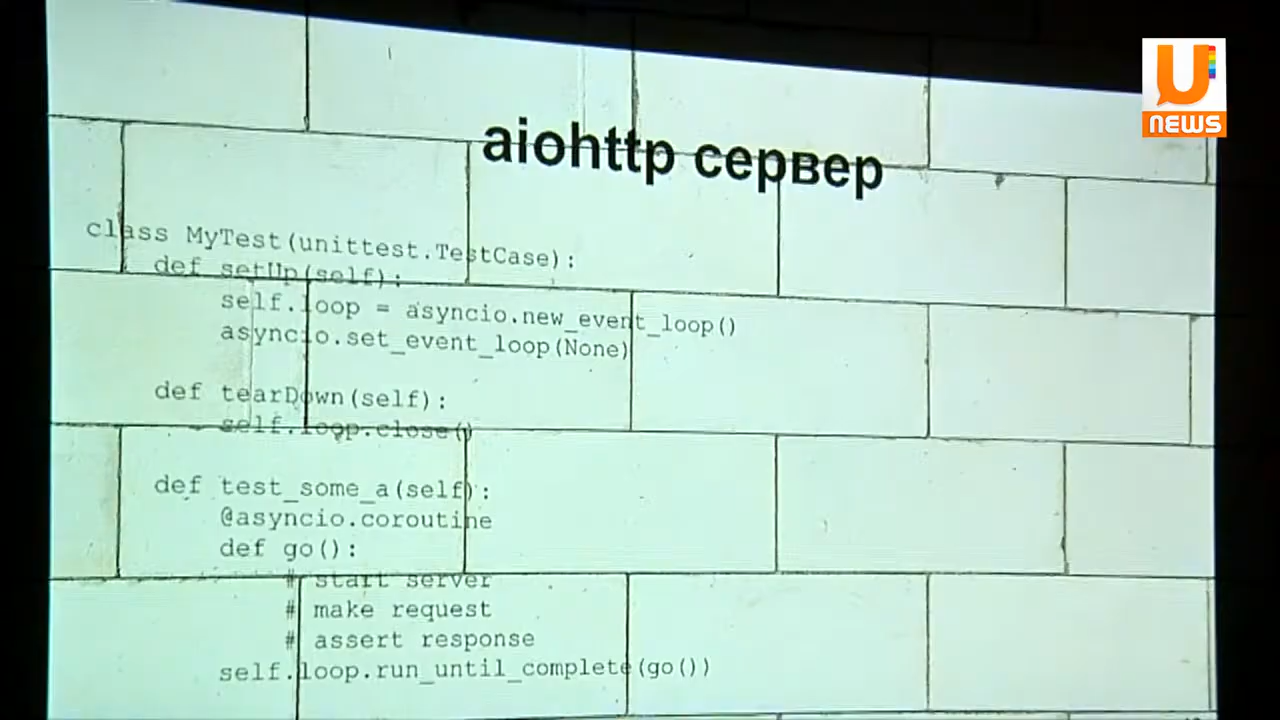 U
NEWS
aiohttp сервер
class MyTest(unittest.TestCase):
    def setUp(self):
        self.loop = asyncio.new_event_loop()
        asyncio.set_event_loop(None)
    def tearDown(self):
        self.loop.close()
    def test_some_a(self):
        @asyncio.coroutine
        def go():
            # start server
            # make request
            # assert response
        self.loop.run_until_complete(go())